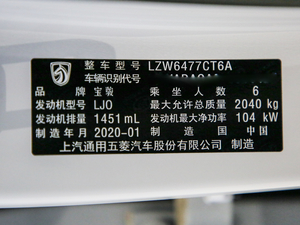 整车型号 LZW6477CT6A
车辆识别代号
品牌 宝骏 乘坐人数 6
发动机型号 LJO 最大允许总质量 2040 kg
发动机排量 1451 mL 发动机最大净功率 104 kW
制造年月 2020-01 制造国 中国
上汽通用五菱汽车股份有限公司 制造